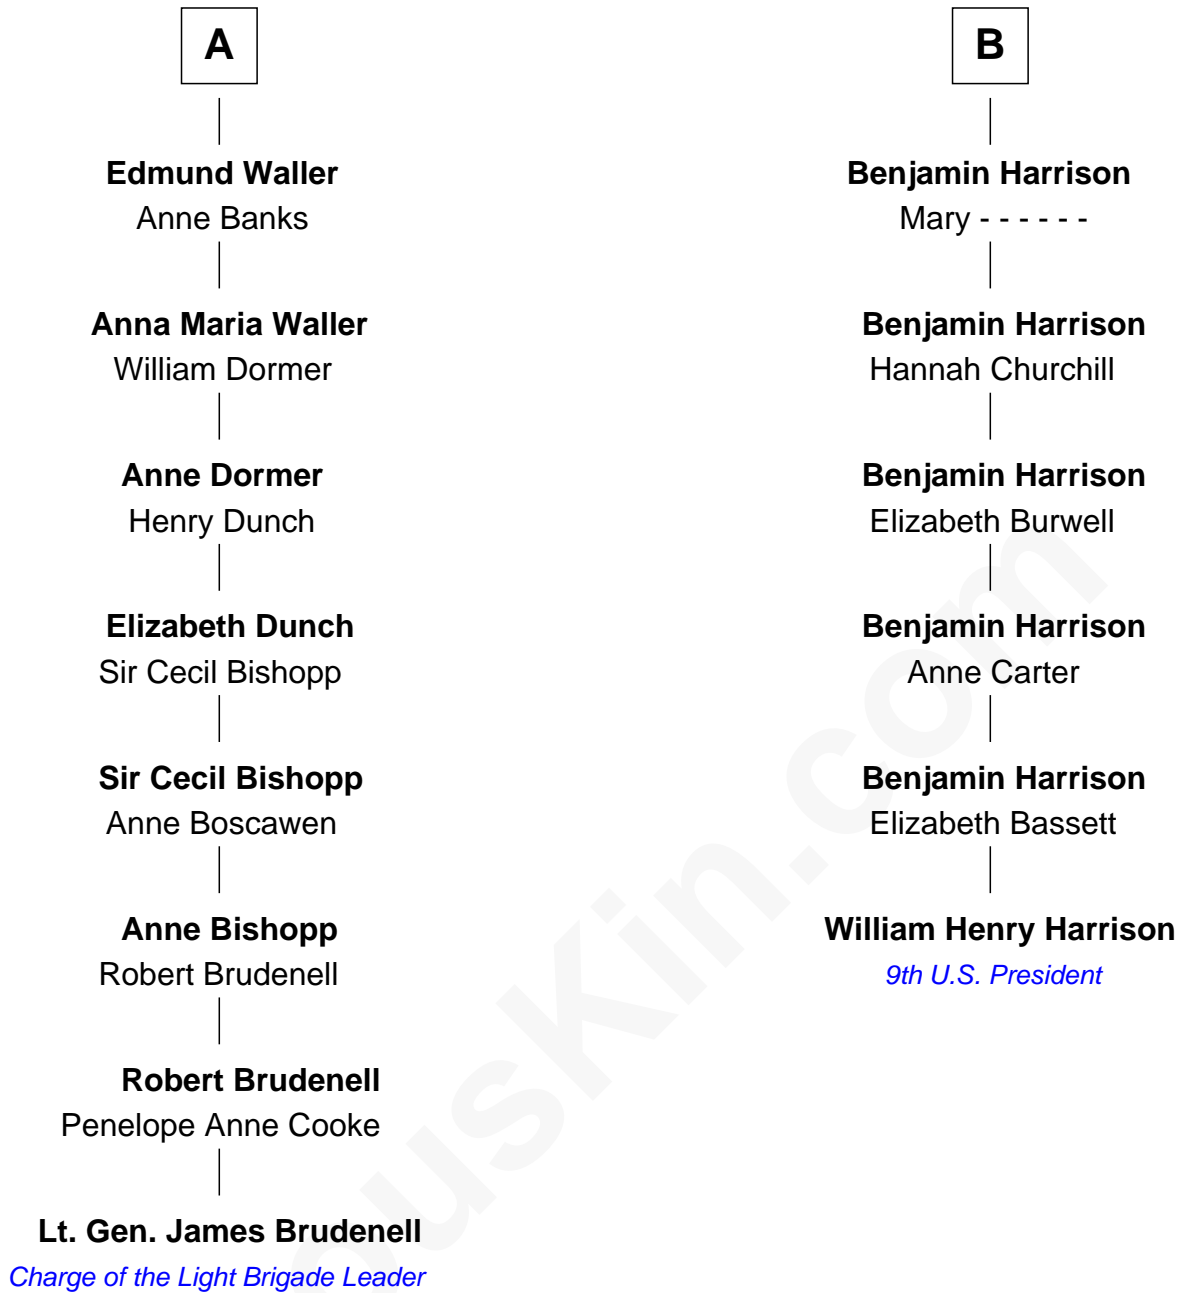 A
Edmund Waller
Anne Banks
Anna Maria Waller
William Dormer
Anne Dormer
Henry Dunch
Elizabeth Dunch
Sir Cecil Bishopp
Sir Cecil Bishopp
Anne Boscawen
Anne Bishopp
Robert Brudenell
Robert Brudenell
Penelope Anne Cooke
Lt. Gen. James Brudenell
Charge of the Light Brigade Leader
B
Benjamin Harrison
Mary - - - - - -
Benjamin Harrison
Hannah Churchill
Benjamin Harrison
Elizabeth Burwell
Benjamin Harrison
Anne Carter
Benjamin Harrison
Elizabeth Bassett
William Henry Harrison
9th U.S. President